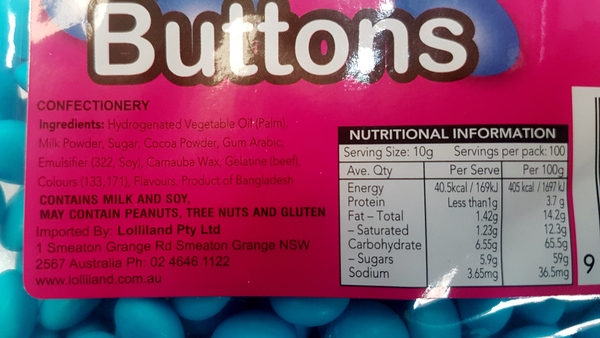 Buttons
CONFECTIONERY
Ingredients: Hydrogenated Vegetable Oil (Palm),
Milk Powder, Sugar, Cocoa Powder, Gum Arabic,
Emulsifier (322, Soy), Carnauba Wax, Gelatine (beef),
Colours (133, 171), Flavours. Product of Bangladesh
CONTAINS MILK AND SOY,
MAY CONTAIN PEANUTS, TREE NUTS AND GLUTEN
Imported By: Lolliland Pty Ltd
1 Smeaton Grange Rd Smeaton Grange NSW
2567 Australia Ph: 02 4646 1122
www.lolliland.com.au
NUTRITIONAL INFORMATION
Serving Size: 10g Servings per pack: 100
Ave. Qty Per Serve Per 100g
Energy 40.5kcal / 169kJ 405 kcal / 1697 kJ
Protein Less than1g 3.7 g
Fat – Total 1.42g 14.2g
– Saturated 1.23g 12.3g
Carbohydrate 6.55g 65.5g
– Sugars 5.9g 59g
Sodium 3.65mg 36.5mg
9